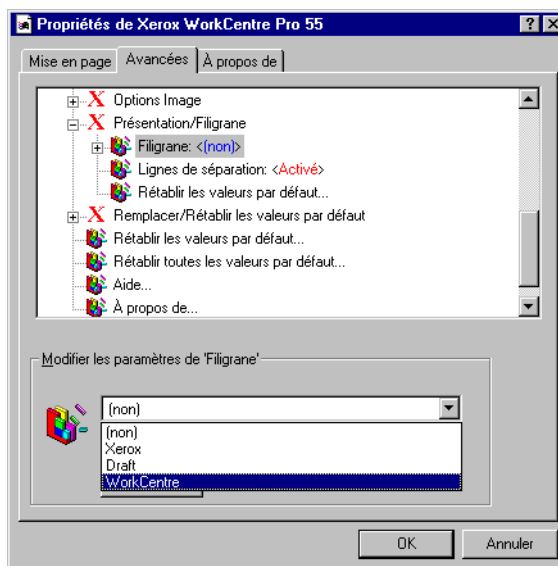 Propriétés de Xerox WorkCentre Pro 55
Mise en page Avancées À propos de
Options Image
Présentation/Filigrane
Filigrane: <(non)>
Lignes de séparation: <Activé>
Rétablir les valeurs par défaut...
Remplacer/Rétablir les valeurs par défaut
Rétablir les valeurs par défaut...
Rétablir toutes les valeurs par défaut...
Aide...
À propos de...
Modifier les paramètres de 'Filigrane'
(non)
(non)
Xerox
Draft
WorkCentre
OK Annuler